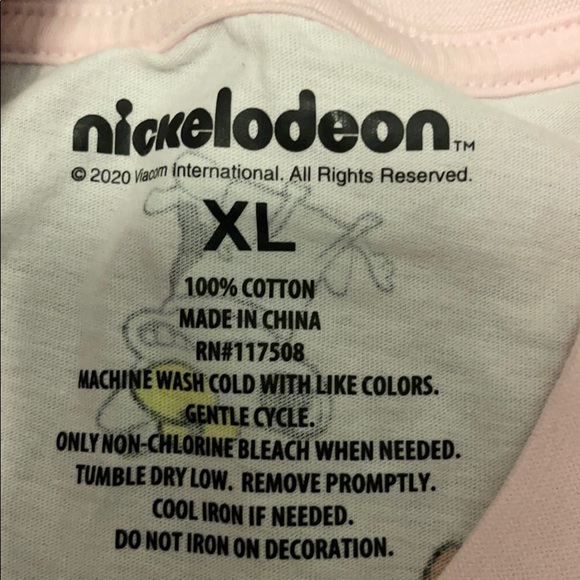 nickelodeon™
© 2020 Viacom International. All Rights Reserved.
XL
100% COTTON
MADE IN CHINA
RN#117508
MACHINE WASH COLD WITH LIKE COLORS.
GENTLE CYCLE.
ONLY NON-CHLORINE BLEACH WHEN NEEDED.
TUMBLE DRY LOW. REMOVE PROMPTLY.
COOL IRON IF NEEDED.
DO NOT IRON ON DECORATION.